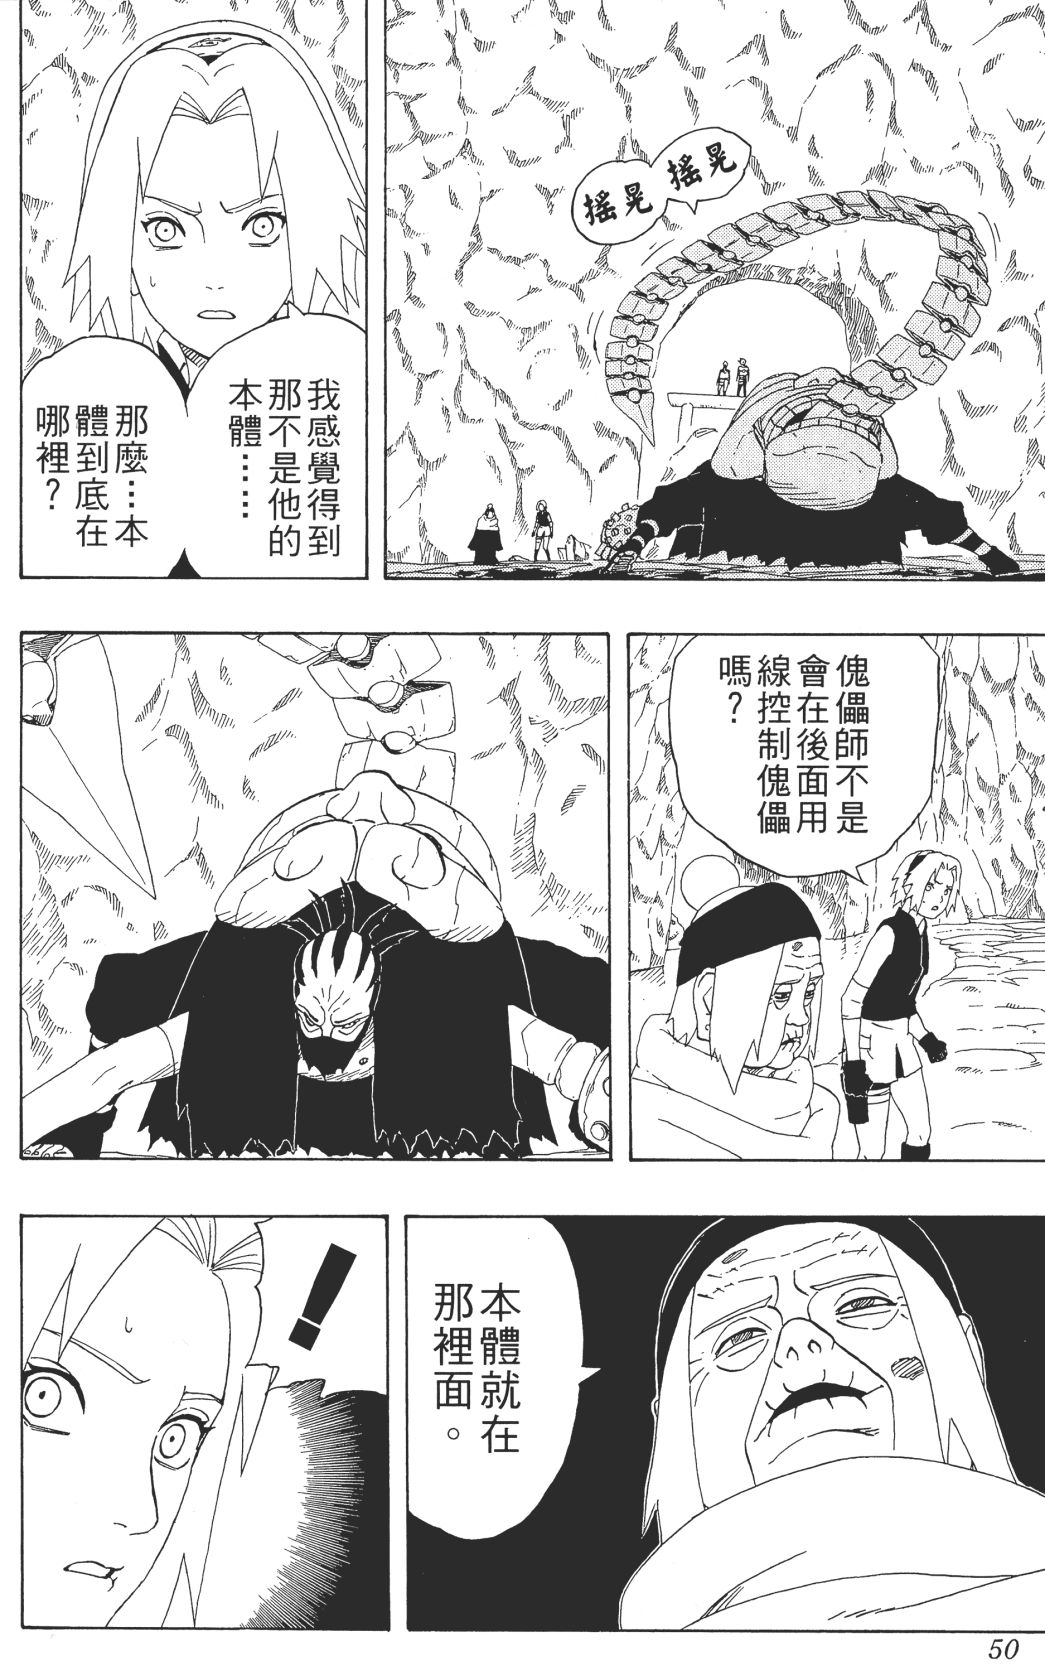 搖晃
搖晃
我感覺得到
那不是他的
本體……
那麼…本
體到底在
哪裡？
傀儡師不是
會在後面用
線控制傀儡
嗎？
本體就在
那裡面。
！
50